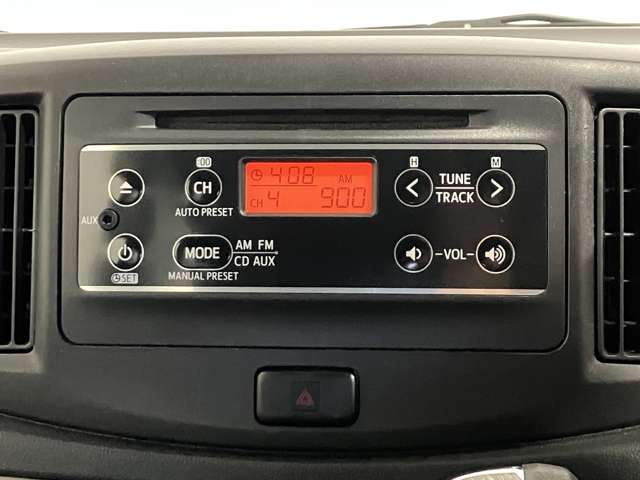 :00
H
M
4:08
AM
CH
TUNE
AUX
AUTO PRESET
CH 4 900
TRACK
MODE
AM FM
CD AUX
-VOL-
SET
MANUAL PRESET